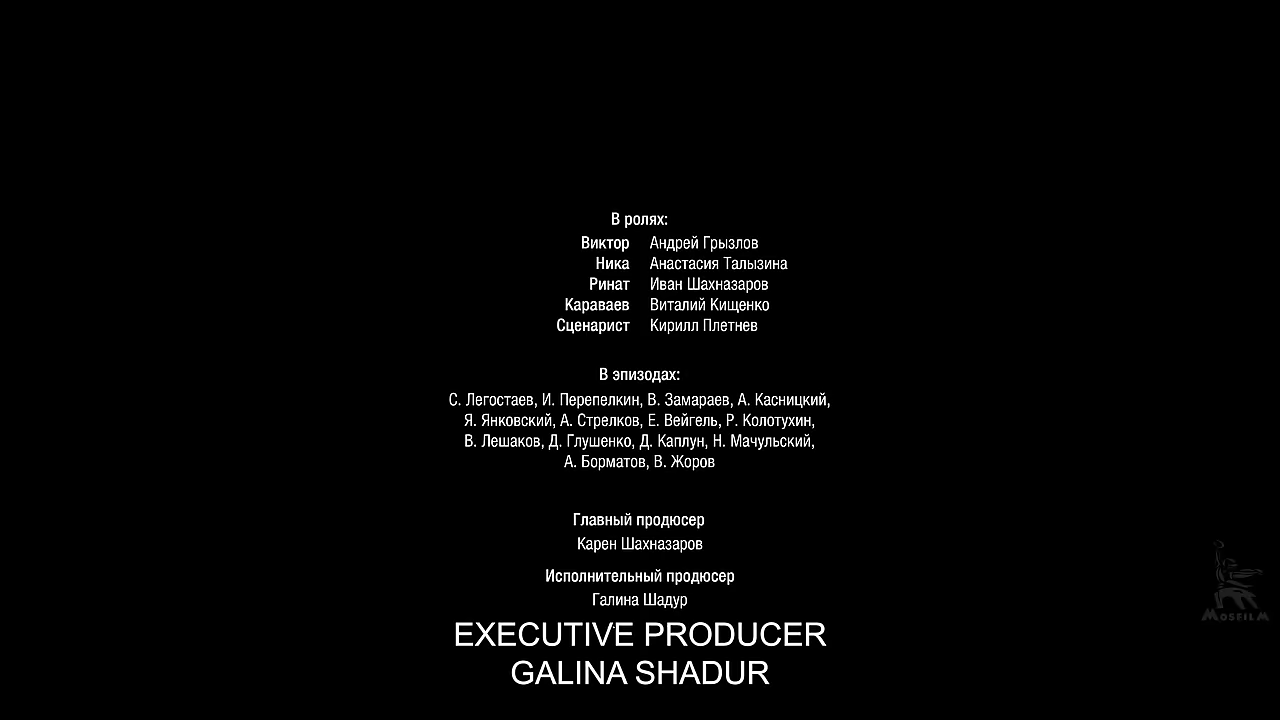 В ролях:
Виктор Андрей Грызлов
Ника Анастасия Талызина
Ринат Иван Шахназаров
Караваев Виталий Кищенко
Сценарист Кирилл Плетнев
В эпизодах:
С. Легостаев, И. Перепелкин, В. Замараев, А. Касницкий,
Я. Янковский, А. Стрелков, Е. Вейгель, Р. Колотухин,
В. Лешаков, Д. Глушенко, Д. Каплун, Н. Мачульский,
А. Борматов, В. Жоров
Главный продюсер
Карен Шахназаров
Исполнительный продюсер
Галина Шадур
EXECUTIVE PRODUCER
GALINA SHADUR
MOSFILM